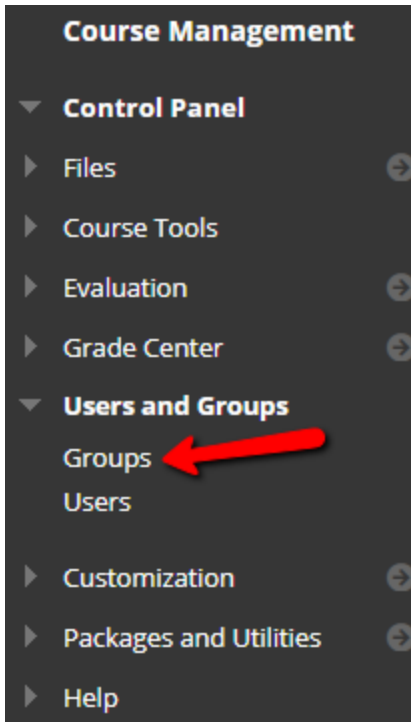 Course Management
Control Panel
Files
Course Tools
Evaluation
Grade Center
Users and Groups
Groups
Users
Customization
Packages and Utilities
Help